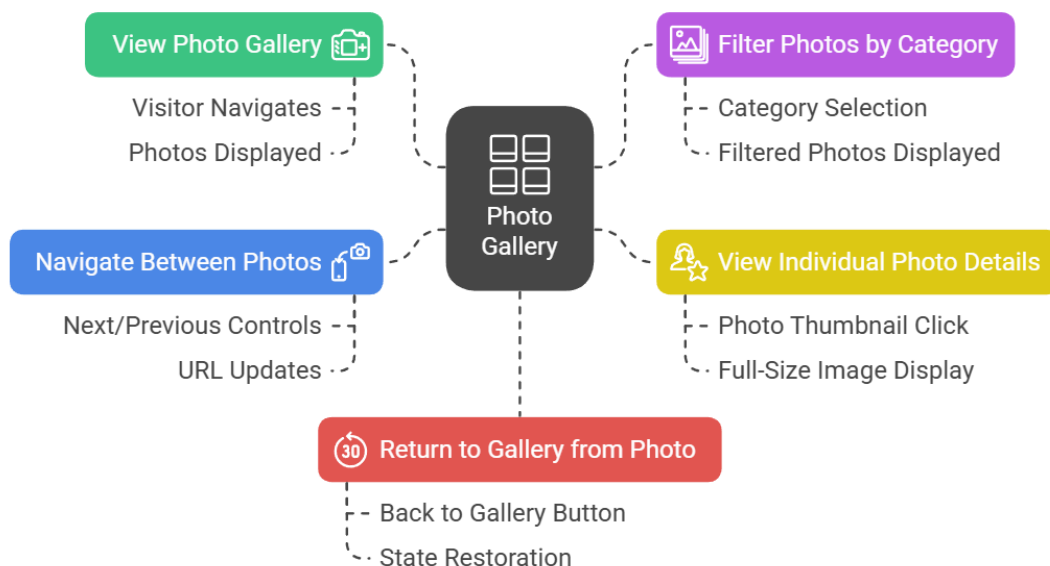 View Photo Gallery
Visitor Navigates
Photos Displayed
Filter Photos by Category
Category Selection
Filtered Photos Displayed
Photo
Gallery
Navigate Between Photos
Next/Previous Controls
URL Updates
View Individual Photo Details
Photo Thumbnail Click
Full-Size Image Display
30
Return to Gallery from Photo
Back to Gallery Button
State Restoration